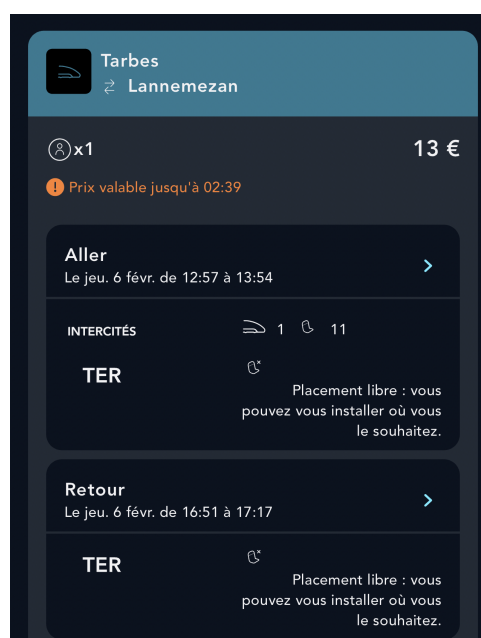 Tarbes
Lannemezan
x1
13 €
! Prix valable jusqu'à 02:39
Aller
Le jeu. 6 févr. de 12:57 à 13:54
INTERCITÉS 1 11
TER
Placement libre : vous
pouvez vous installer où vous
le souhaitez.
Retour
Le jeu. 6 févr. de 16:51 à 17:17
TER
Placement libre : vous
pouvez vous installer où vous
le souhaitez.